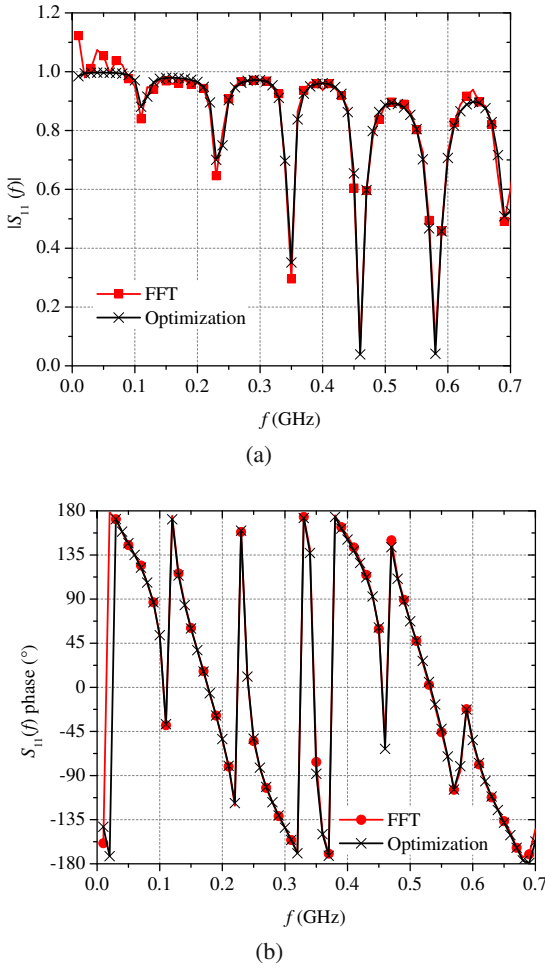 1.2
1.0
0.8
0.6
0.4
0.2
0.0
|S₁₁(f)|
FFT
Optimization
0.0 0.1 0.2 0.3 0.4 0.5 0.6 0.7
f (GHz)
(a)
180
135
90
45
0
-45
-90
-135
-180
S₁₁(f) phase (°)
FFT
Optimization
0.0 0.1 0.2 0.3 0.4 0.5 0.6 0.7
f (GHz)
(b)